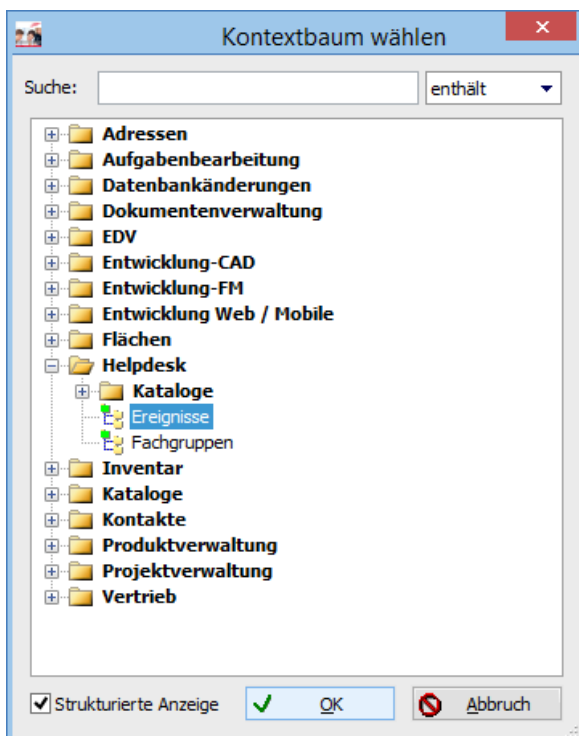 Kontextbaum wählen
Suche: enthält
Adressen
Aufgabenbearbeitung
Datenbankänderungen
Dokumentenverwaltung
EDV
Entwicklung-CAD
Entwicklung-FM
Entwicklung Web / Mobile
Flächen
Helpdesk
Kataloge
Ereignisse
Fachgruppen
Inventar
Kataloge
Kontakte
Produktverwaltung
Projektverwaltung
Vertrieb
Strukturierte Anzeige OK Abbruch